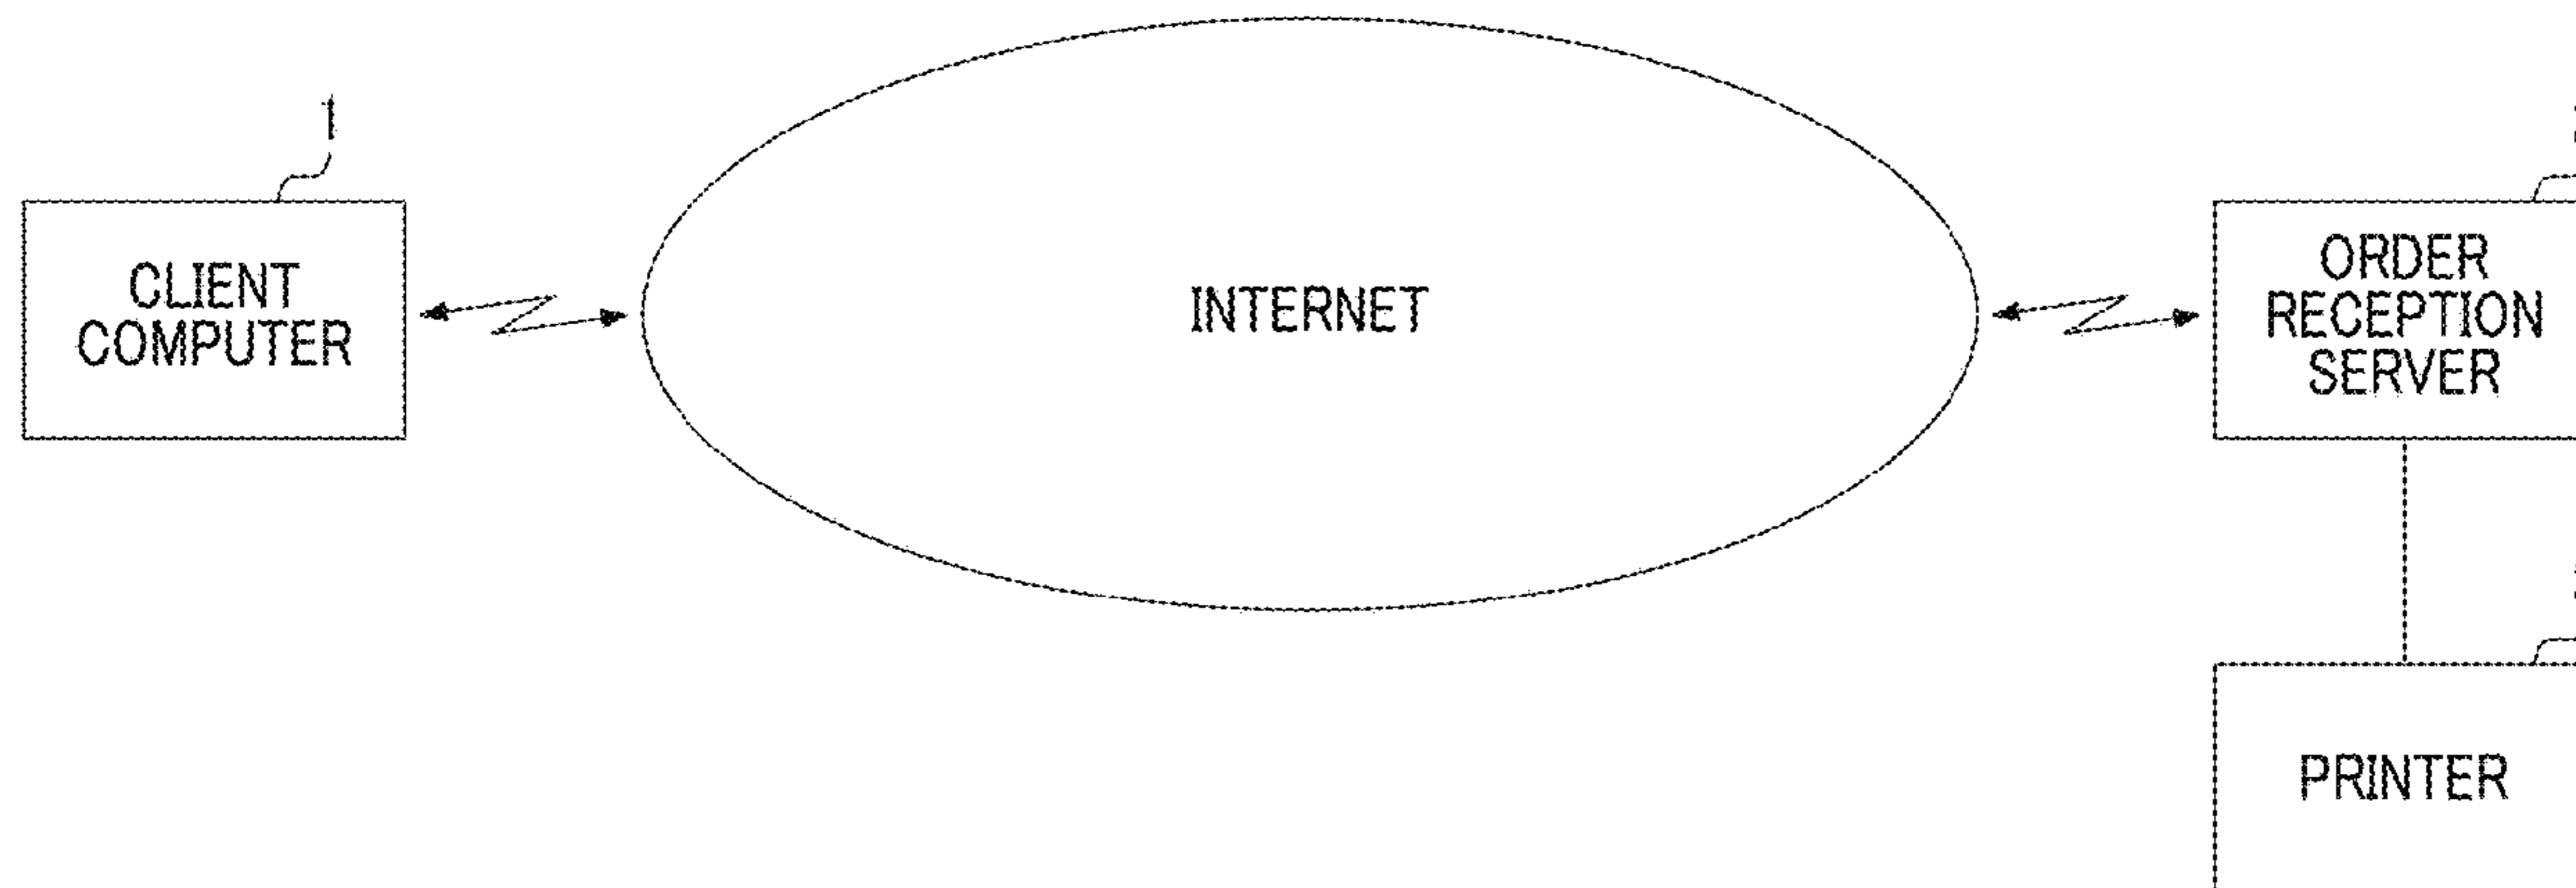 1
CLIENT
COMPUTER
INTERNET
ORDER
RECEPTION
SERVER
PRINTER